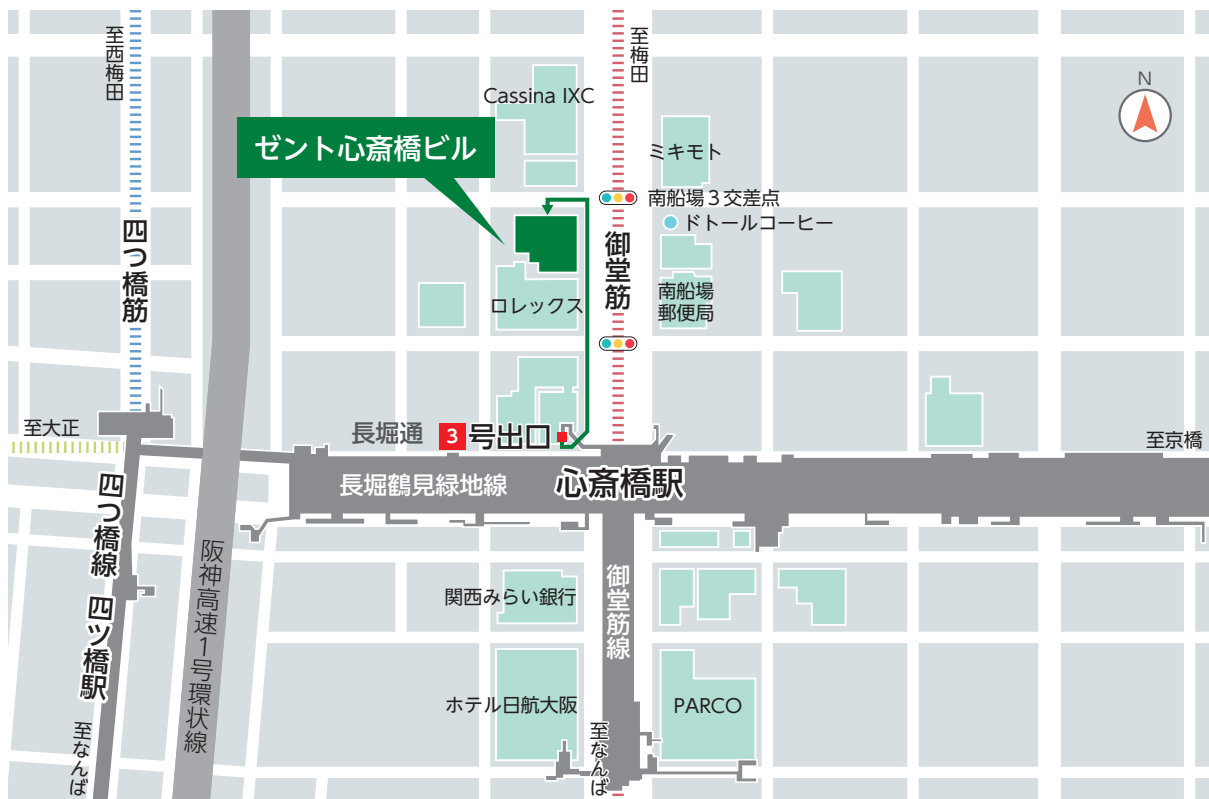 至西梅田
至梅田
N
Cassina IXC
ゼント心斎橋ビル
ミキモト
南船場3交差点
ドトールコーヒー
四つ橋筋
御堂筋
ロレックス
南船場
郵便局
至大正
長堀通
3号出口
至京橋
長堀鶴見緑地線
心斎橋駅
四つ橋線 四ツ橋駅
阪神高速1号環状線
関西みらい銀行
御堂筋線
ホテル日航大阪
PARCO
至なんば
至なんば